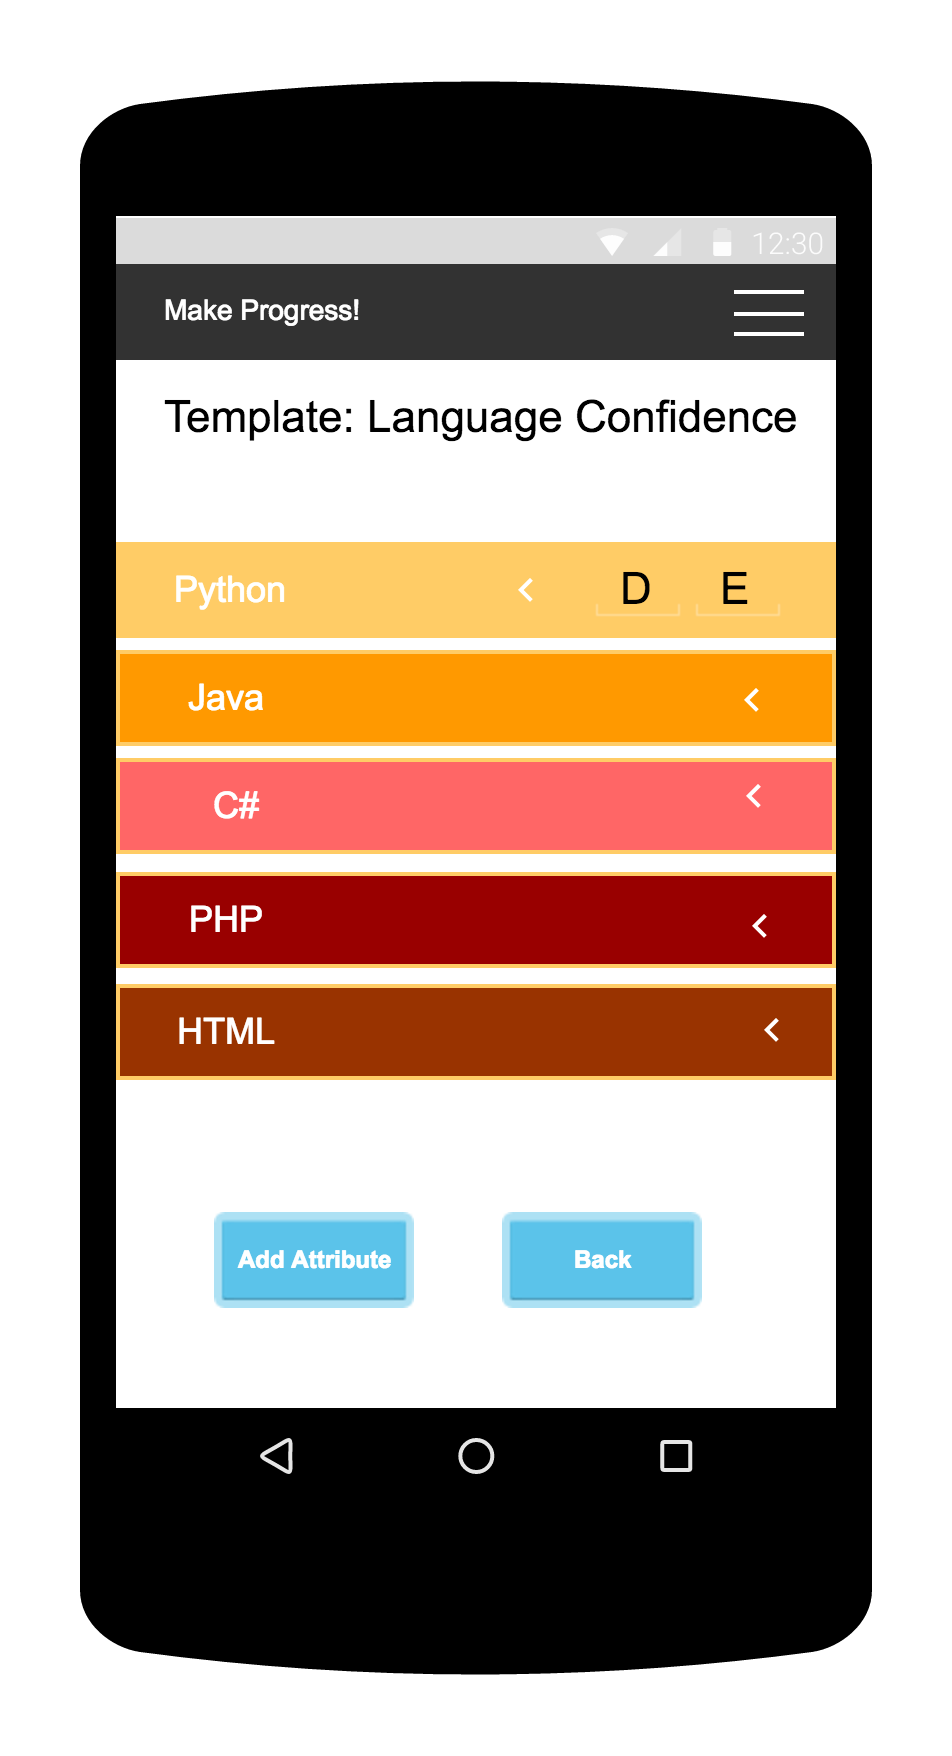 12:30
Make Progress!
Template: Language Confidence
Python D E
Java
C#
PHP
HTML
Add Attribute Back